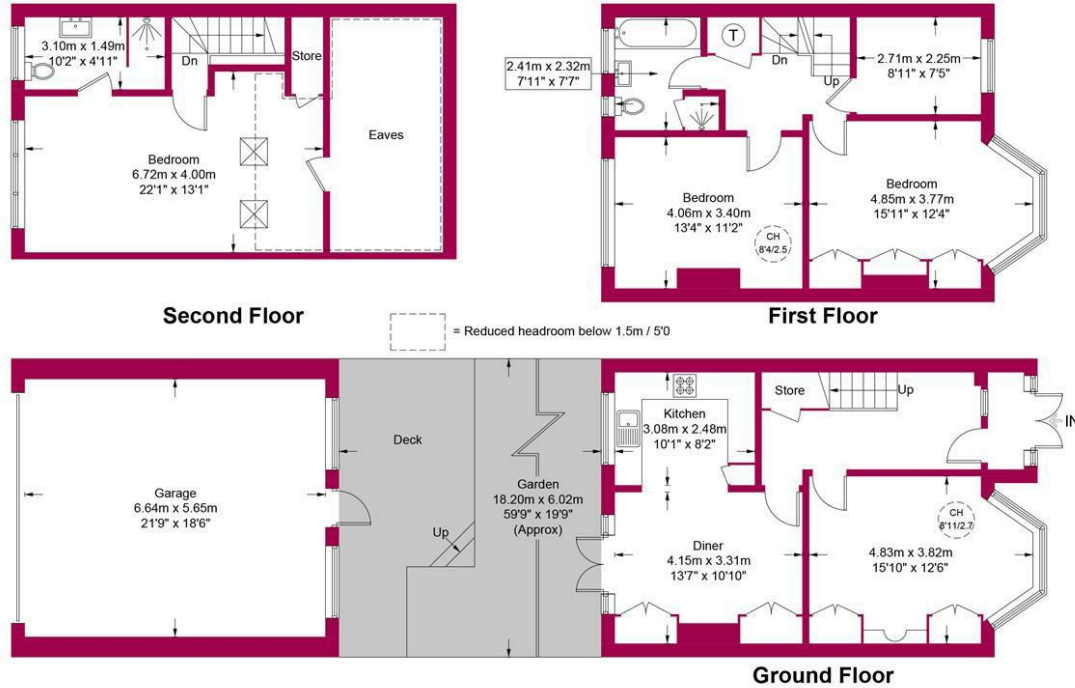 3.10m x 1.49m
10'2" x 4'11"
Dn
Store
Bedroom
6.72m x 4.00m
22'1" x 13'1"
Eaves
Second Floor
2.41m x 2.32m
7'11" x 7'7"
T
Dn
Up
2.71m x 2.25m
8'11" x 7'5"
Bedroom
4.06m x 3.40m
13'4" x 11'2"
CH
8'4/2.5
Bedroom
4.85m x 3.77m
15'11" x 12'4"
First Floor
= Reduced headroom below 1.5m / 5'0
Garage
6.64m x 5.65m
21'9" x 18'6"
Deck
Up
Garden
18.20m x 6.02m
59'9" x 19'9"
(Approx)
Kitchen
3.08m x 2.48m
10'1" x 8'2"
Store
Up
IN
Diner
4.15m x 3.31m
13'7" x 10'10"
CH
8'11/2.7
4.83m x 3.82m
15'10" x 12'6"
Ground Floor